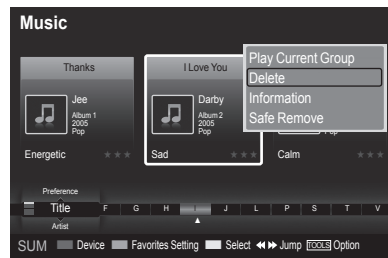 Music
Thanks
I Love You
Play Current Group
Delete
Information
Safe Remove
Jee
Album 1
2005
Pop
Darby
Album 2
2005
Pop
Pop
Energetic
Sad
Calm
Preference
Title F G H I J L P S T V
Artist
SUM Device Favorites Setting Select Jump TOOLS Option